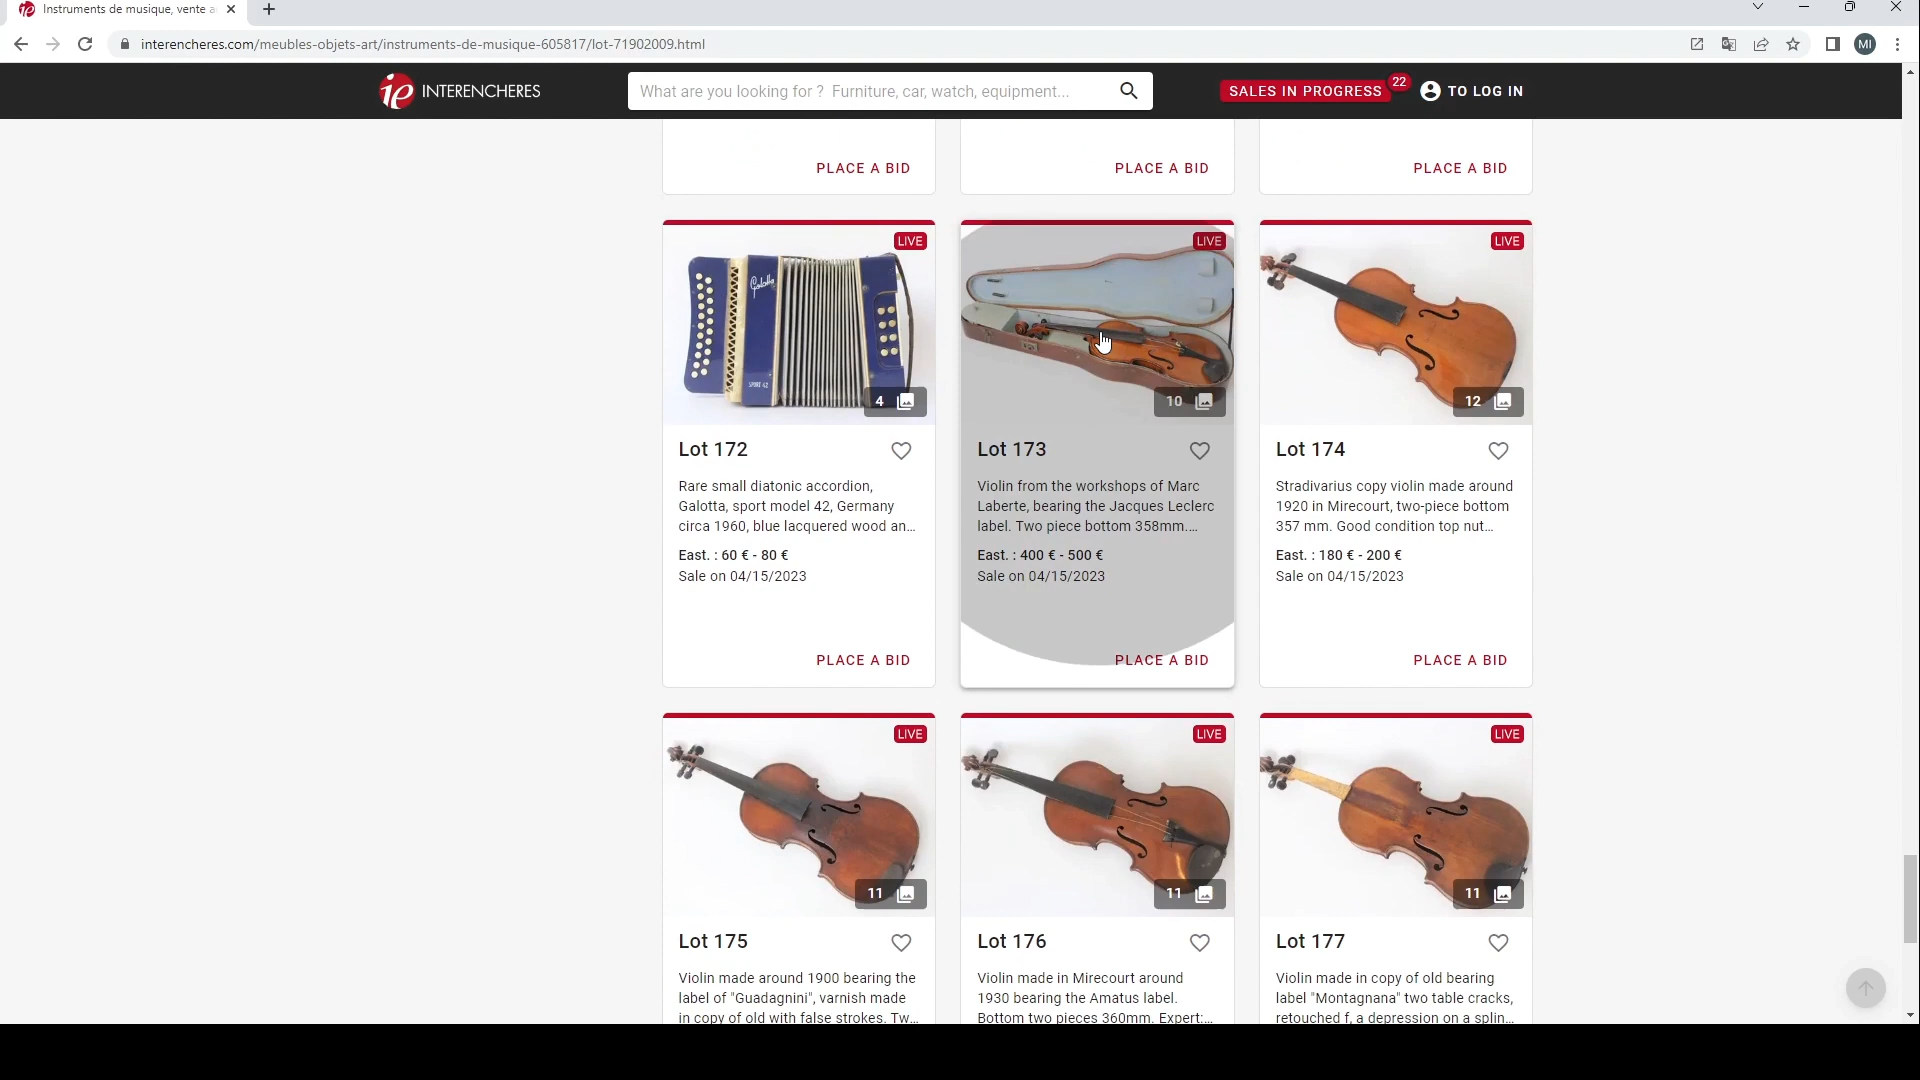 Instruments de musique, vente a
interencheres.com/meubles-objets-art/instruments-de-musique-605817/lot-71902009.html
MI
ie INTERENCHERES
What are you looking for ? Furniture, car, watch, equipment...
SALES IN PROGRESS
22
TO LOG IN
PLACE A BID
PLACE A BID
PLACE A BID
LIVE
Galotta
SPORT 42
4
Lot 172
Rare small diatonic accordion,
Galotta, sport model 42, Germany
circa 1960, blue lacquered wood an...
East. : 60 € - 80 €
Sale on 04/15/2023
PLACE A BID
LIVE
10
Lot 173
Violin from the workshops of Marc
Laberte, bearing the Jacques Leclerc
label. Two piece bottom 358mm....
East. : 400 € - 500 €
Sale on 04/15/2023
PLACE A BID
LIVE
12
Lot 174
Stradivarius copy violin made around
1920 in Mirecourt, two-piece bottom
357 mm. Good condition top nut...
East. : 180 € - 200 €
Sale on 04/15/2023
PLACE A BID
LIVE
11
Lot 175
Violin made around 1900 bearing the
label of "Guadagnini", varnish made
in copy of old with false strokes. Tw...
LIVE
11
Lot 176
Violin made in Mirecourt around
1930 bearing the Amatus label.
Bottom two pieces 360mm. Expert:...
LIVE
11
Lot 177
Violin made in copy of old bearing
label "Montagnana" two table cracks,
retouched f, a depression on a splin...